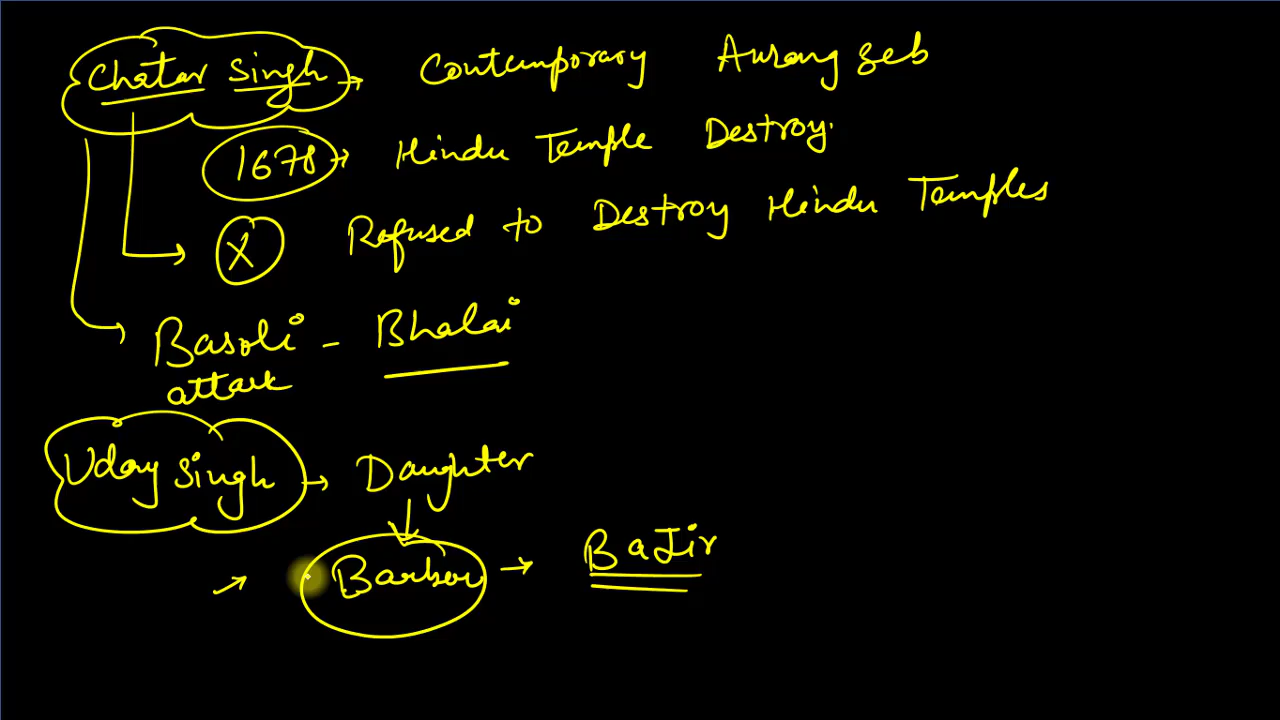 Chatar Singh → Contemporary Aurangzeb
1678 → Hindu Temple Destroy.
X Refused to Destroy Hindu Temples
Basoli - Bhalai
attack
Uday Singh → Daughter
Barber → BaJir